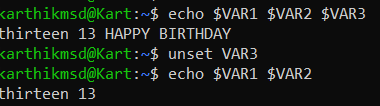 karthikmsd@Kart:~$ echo $VAR1 $VAR2 $VAR3
thirteen 13 HAPPY BIRTHDAY
karthikmsd@Kart:~$ unset VAR3
karthikmsd@Kart:~$ echo $VAR1 $VAR2
thirteen 13